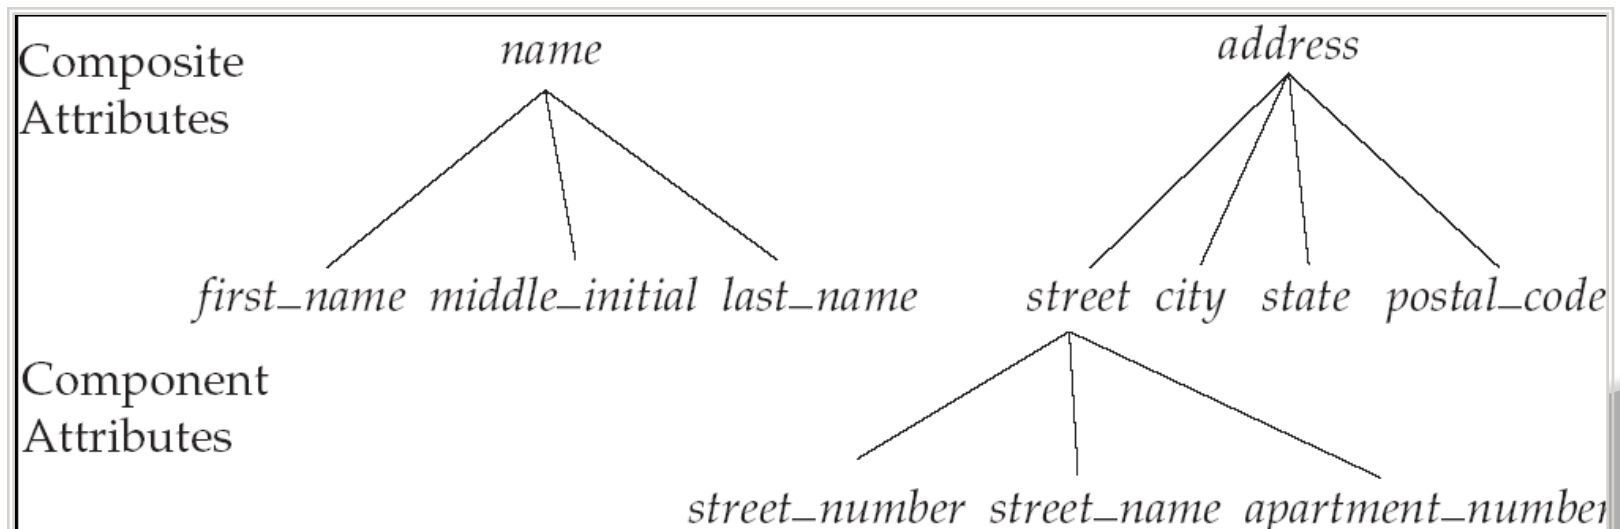 Composite
Attributes
name
address
first_name middle_initial last_name
street city state postal_code
Component
Attributes
street_number street_name apartment_number